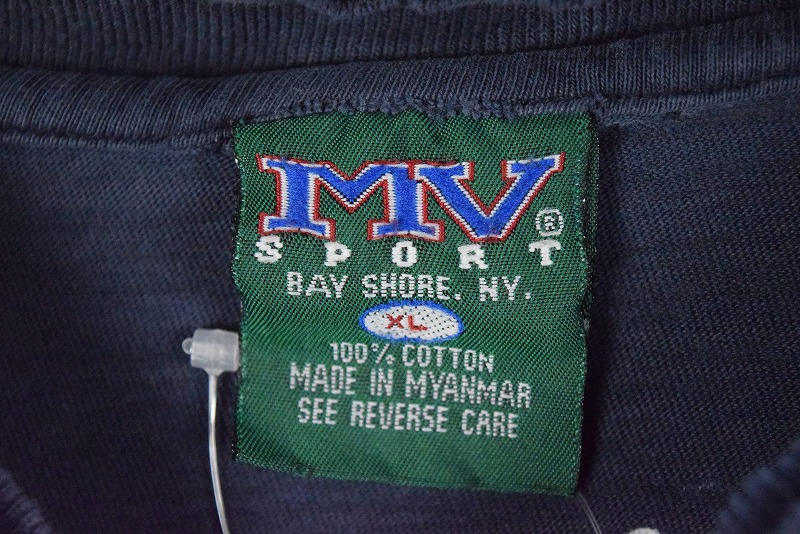 MV®
SPORT
BAY SHORE, NY.
XL
100% COTTON
MADE IN MYANMAR
SEE REVERSE CARE